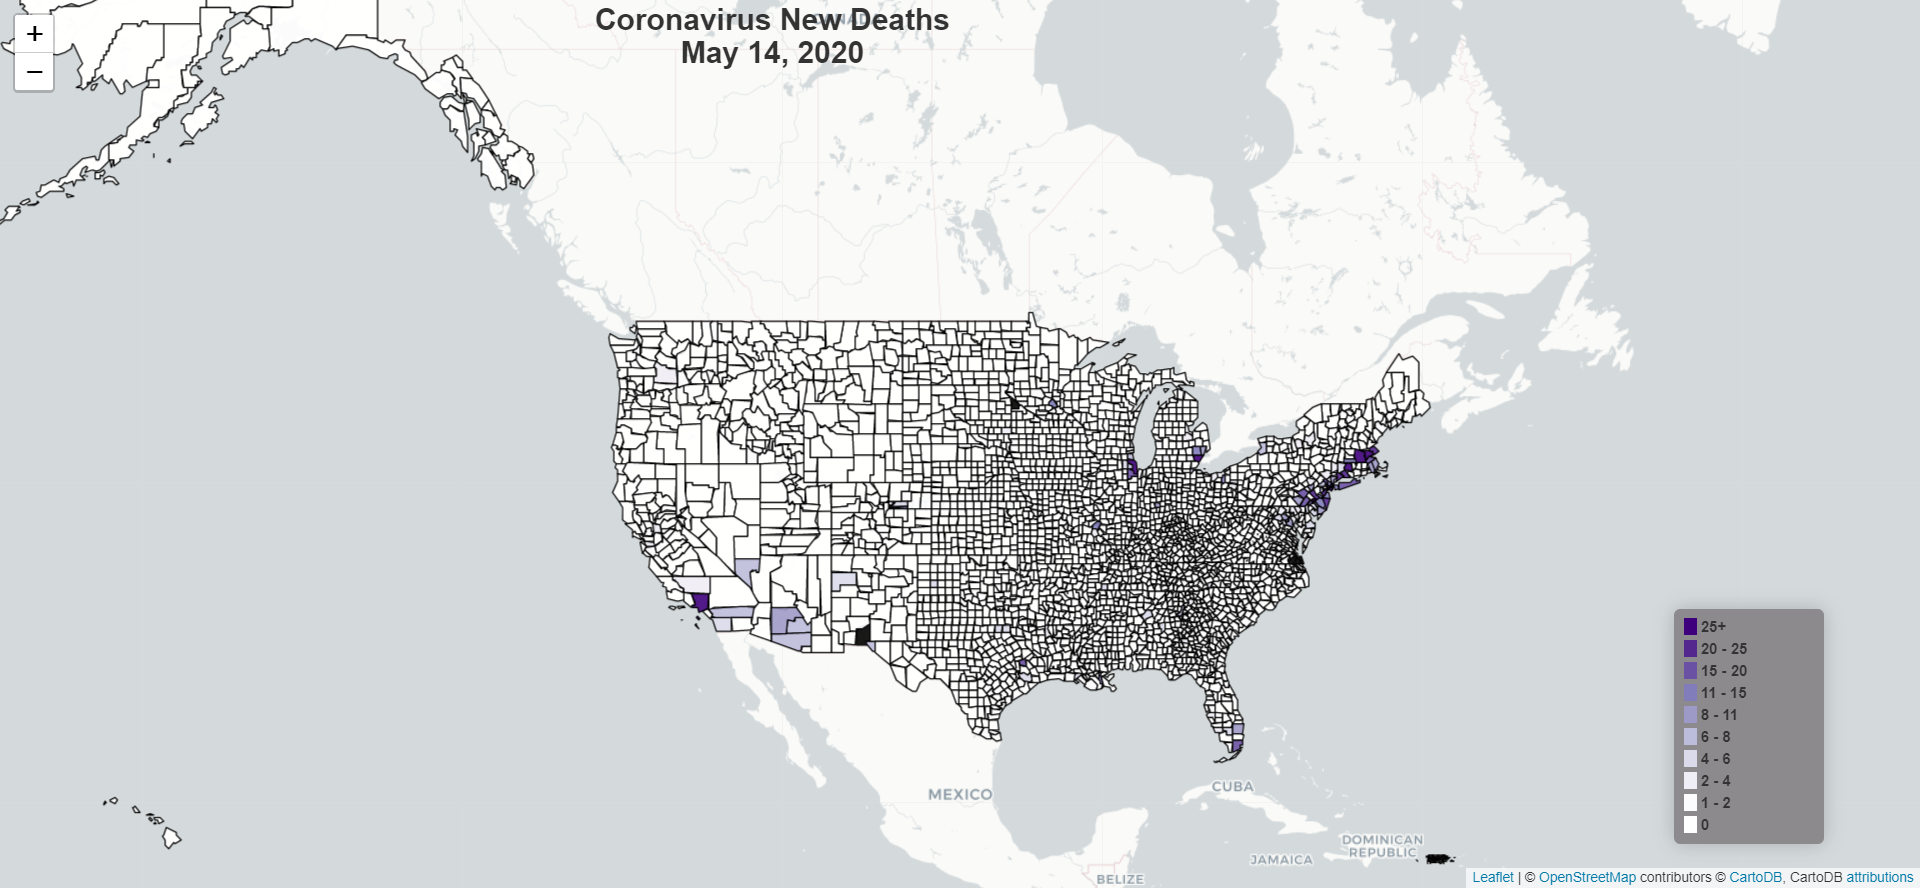 +
−
Coronavirus New Deaths
May 14, 2020
CANADA
25+
20 - 25
15 - 20
11 - 15
8 - 11
6 - 8
4 - 6
2 - 4
1 - 2
0
MEXICO
CUBA
DOMINICAN
REPUBLIC
JAMAICA
BELIZE
Leaflet | © OpenStreetMap contributors © CartoDB, CartoDB attributions